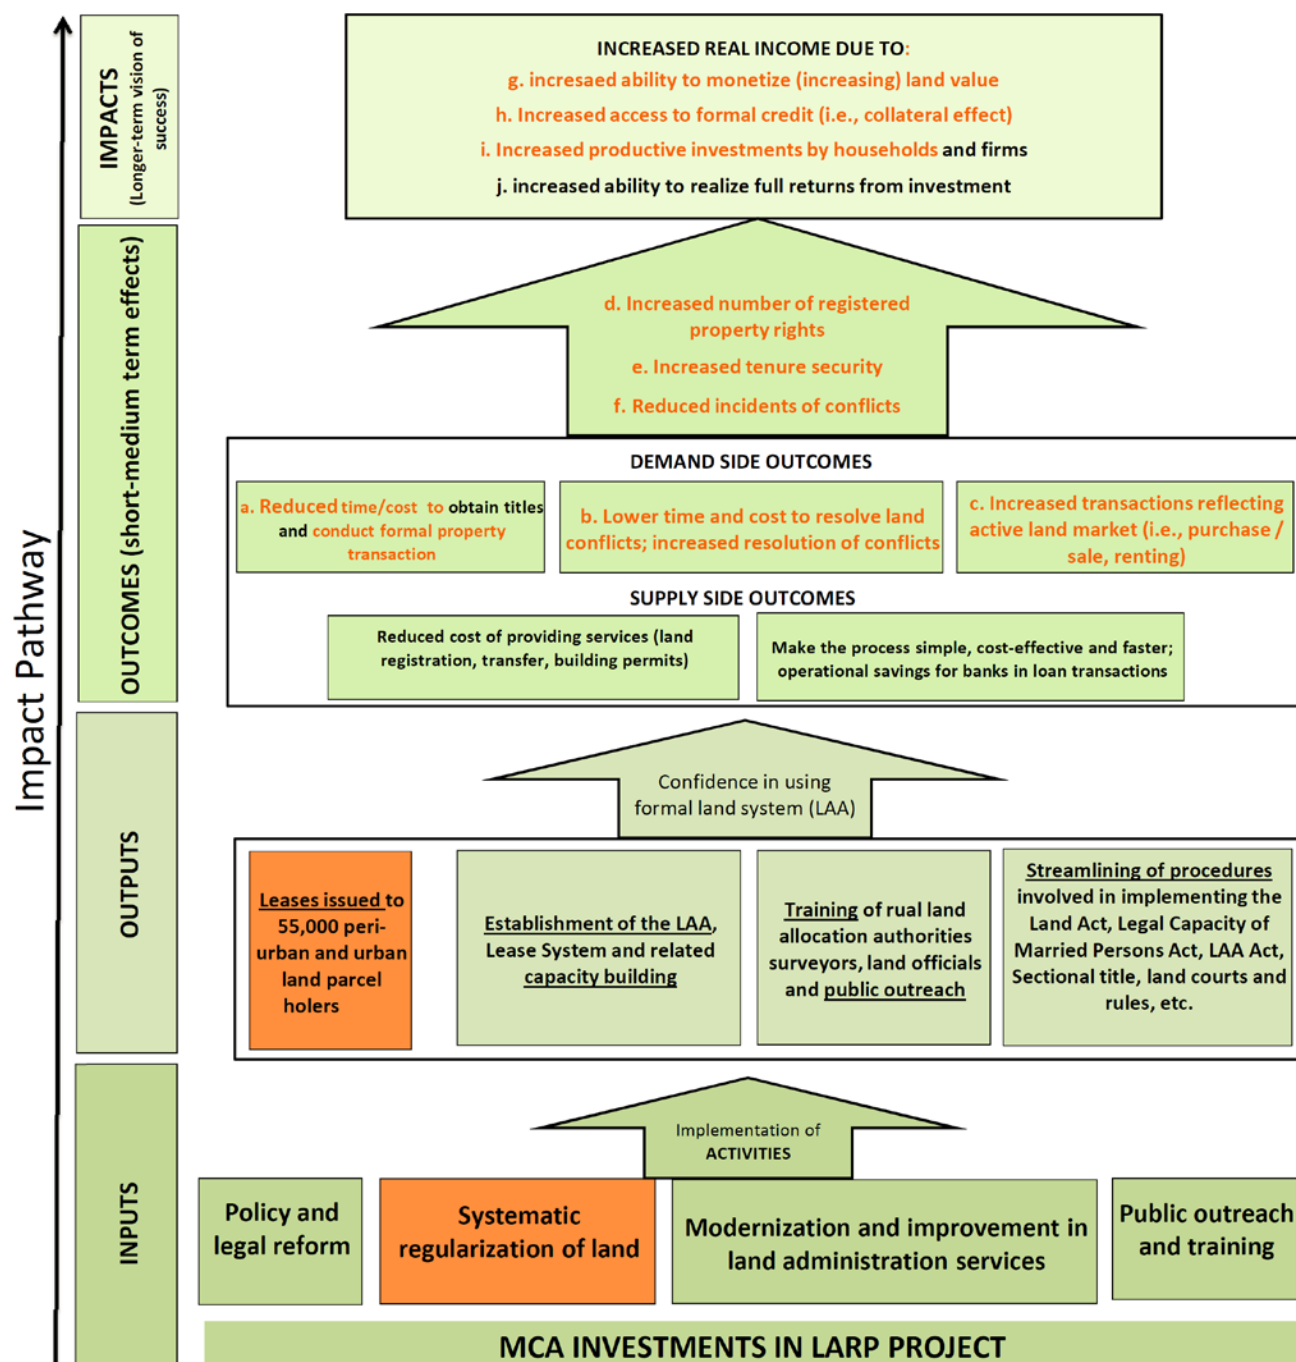 Impact Pathway
IMPACTS
(Longer-term vision of
success)
INCREASED REAL INCOME DUE TO:
g. incresaed ability to monetize (increasing) land value
h. Increased access to formal credit (i.e., collateral effect)
i. Increased productive investments by households and firms
j. increased ability to realize full returns from investment
OUTCOMES (short-medium term effects)
d. Increased number of registered
property rights
e. Increased tenure security
f. Reduced incidents of conflicts
DEMAND SIDE OUTCOMES
a. Reduced time/cost to obtain titles
and conduct formal property
transaction
b. Lower time and cost to resolve land
conflicts; increased resolution of conflicts
c. Increased transactions reflecting
active land market (i.e., purchase /
sale, renting)
SUPPLY SIDE OUTCOMES
Reduced cost of providing services (land
registration, transfer, building permits)
Make the process simple, cost-effective and faster;
operational savings for banks in loan transactions
OUTPUTS
Confidence in using
formal land system (LAA)
Leases issued to
55,000 peri-
urban and urban
land parcel
holers
Establishment of the LAA,
Lease System and related
capacity building
Training of rual land
allocation authorities
surveyors, land officials
and public outreach
Streamlining of procedures
involved in implementing the
Land Act, Legal Capacity of
Married Persons Act, LAA Act,
Sectional title, land courts and
rules, etc.
INPUTS
Implementation of
ACTIVITIES
Policy and
legal reform
Systematic
regularization of land
Modernization and improvement in
land administration services
Public outreach
and training
MCA INVESTMENTS IN LARP PROJECT